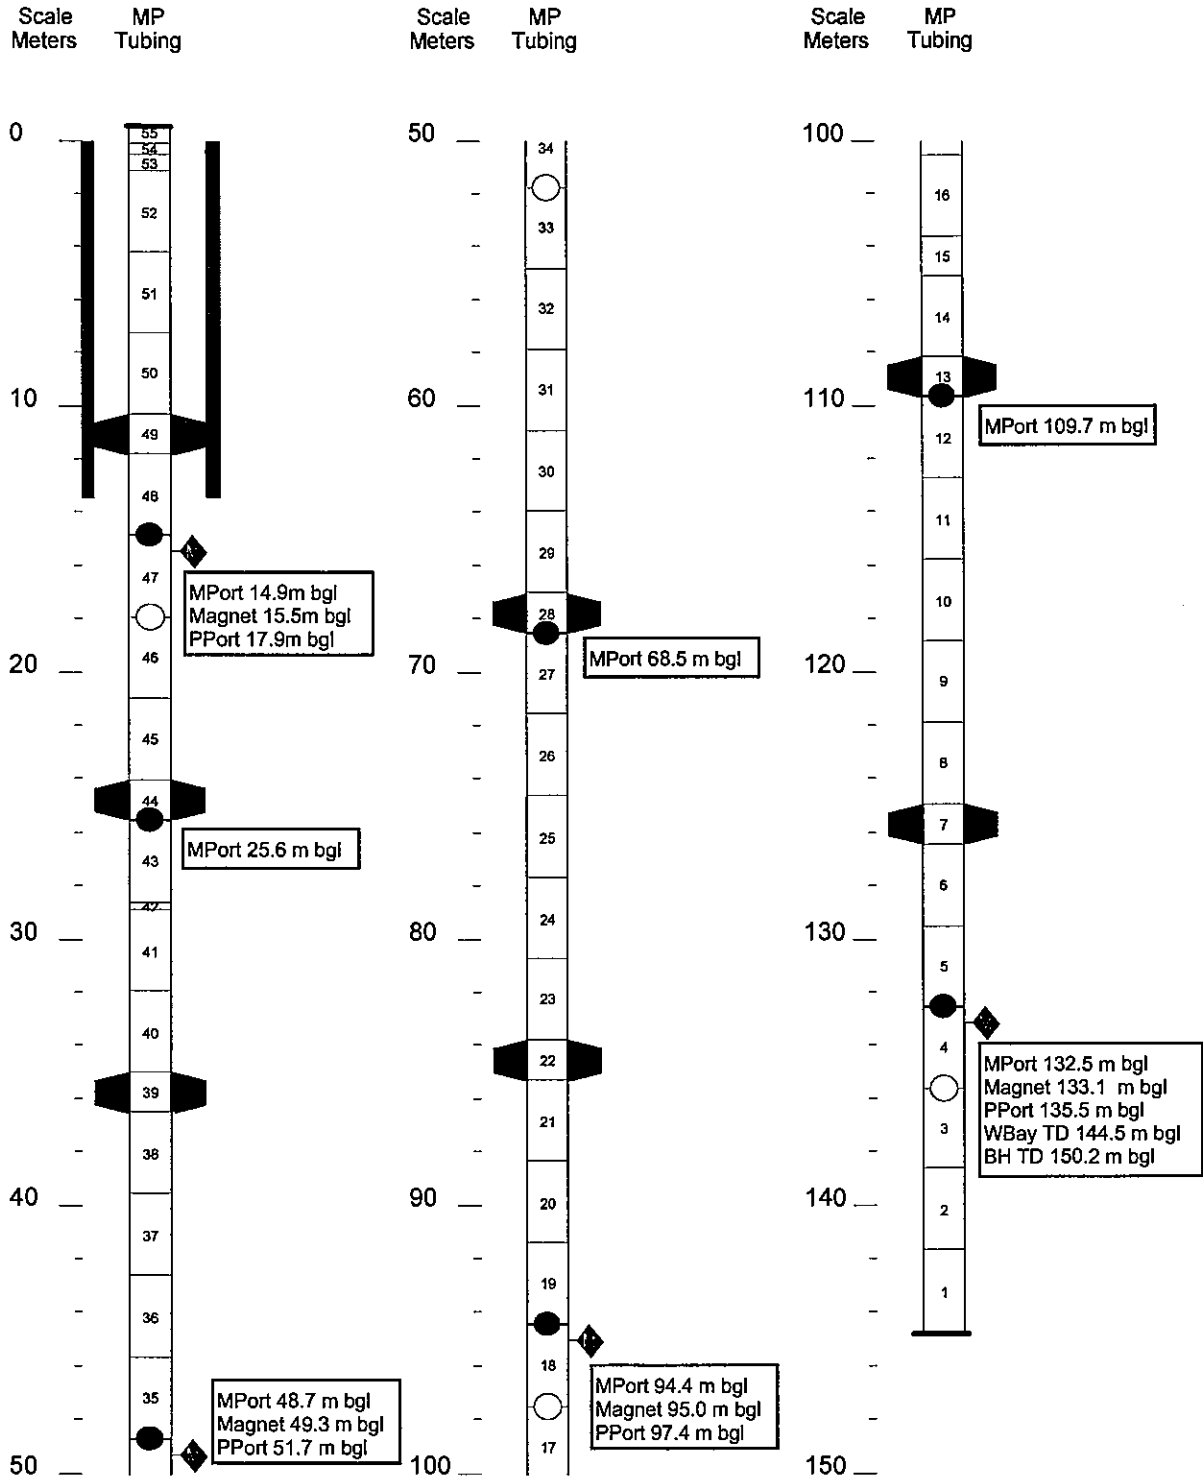 Scale
Meters
MP
Tubing
0
55
54
53
52
51
50
10
49
48
47
MPort 14.9m bgl
Magnet 15.5m bgl
PPort 17.9m bgl
46
20
45
44
MPort 25.6 m bgl
43
42
30
41
40
39
38
40
37
36
35
MPort 48.7 m bgl
Magnet 49.3 m bgl
PPort 51.7 m bgl
50
Scale
Meters
MP
Tubing
50
34
33
32
31
60
30
29
28
MPort 68.5 m bgl
70
27
26
25
24
80
23
22
21
20
90
19
18
MPort 94.4 m bgl
Magnet 95.0 m bgl
PPort 97.4 m bgl
17
100
Scale
Meters
MP
Tubing
100
16
15
14
13
110
MPort 109.7 m bgl
12
11
10
120
9
8
7
6
130
5
4
MPort 132.5 m bgl
Magnet 133.1 m bgl
PPort 135.5 m bgl
WBay TD 144.5 m bgl
BH TD 150.2 m bgl
3
140
2
1
150